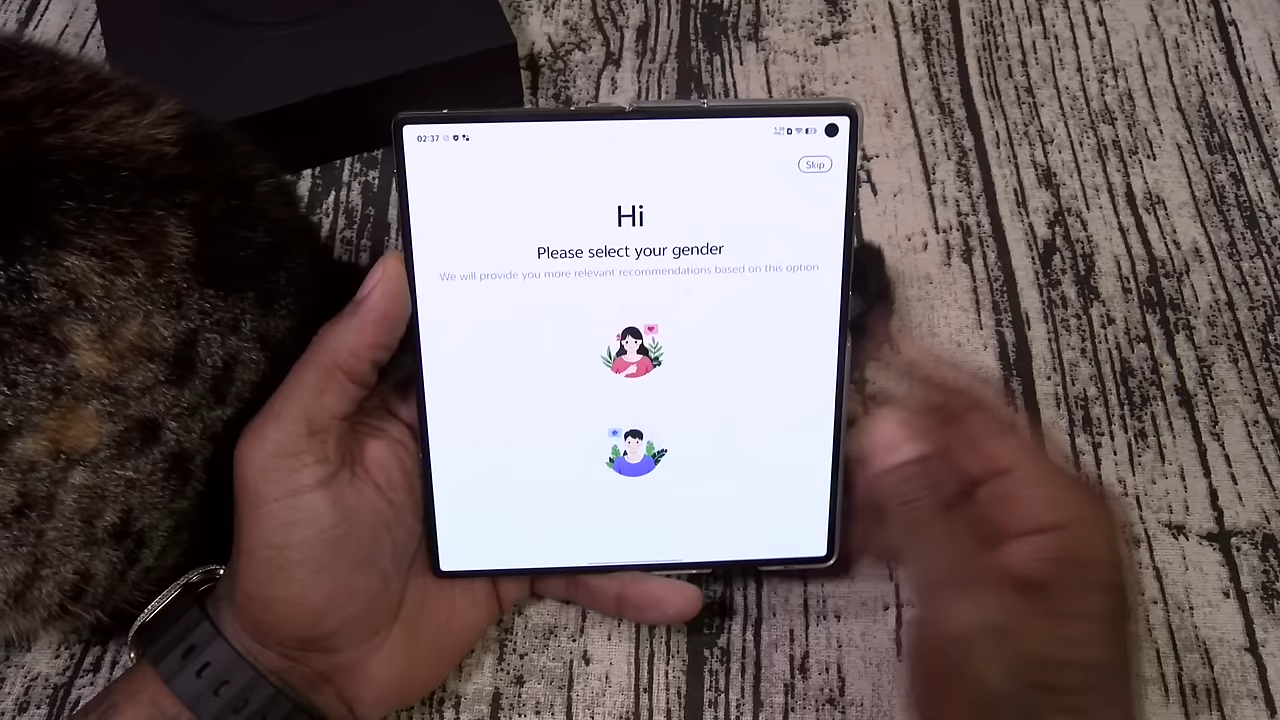 02:37
Skip
Hi
Please select your gender
We will provide you more relevant recommendations based on this option